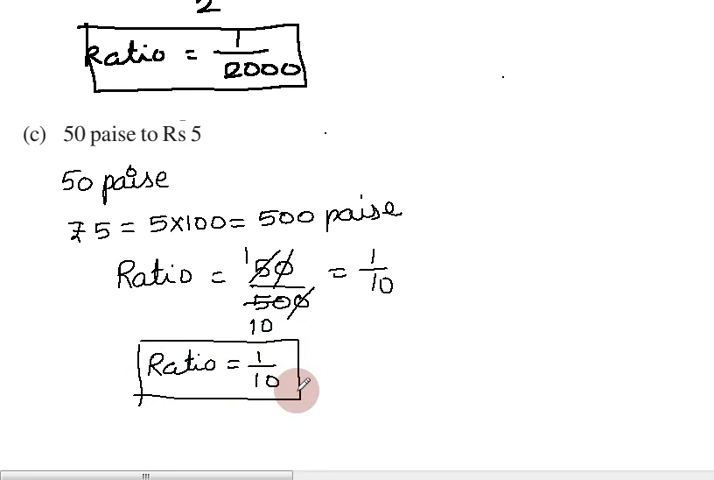 2
Ratio = 1/2000
(c) 50 paise to Rs 5
50 paise
₹ 5 = 5×100 = 500 paise
Ratio = 1 50/500 10 = 1/10
Ratio = 1/10